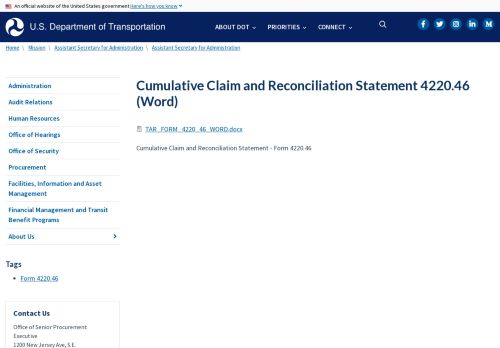 An official website of the United States government Here's how you know
U.S. Department of Transportation
ABOUT DOT
PRIORITIES
CONNECT
Home \ Mission \ Assistant Secretary for Administration \ Assistant Secretary for Administration
Administration
Audit Relations
Human Resources
Office of Hearings
Office of Security
Procurement
Facilities, Information and Asset
Management
Financial Management and Transit
Benefit Programs
About Us
Tags
Form 4220.46
Contact Us
Office of Senior Procurement
Executive
1200 New Jersey Ave, S.E.
Cumulative Claim and Reconciliation Statement 4220.46
(Word)
TAR_FORM_4220_46_WORD.docx
Cumulative Claim and Reconciliation Statement - Form 4220.46